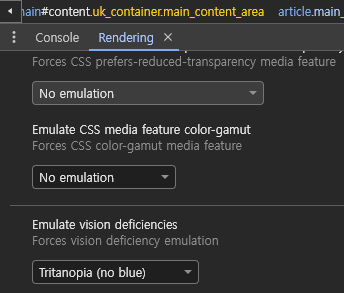 main#content.uk_container.main_content_area article.main_
Console Rendering
Forces CSS prefers-reduced-transparency media feature
No emulation
Emulate CSS media feature color-gamut
Forces CSS color-gamut media feature
No emulation
Emulate vision deficiencies
Forces vision deficiency emulation
Tritanopia (no blue)